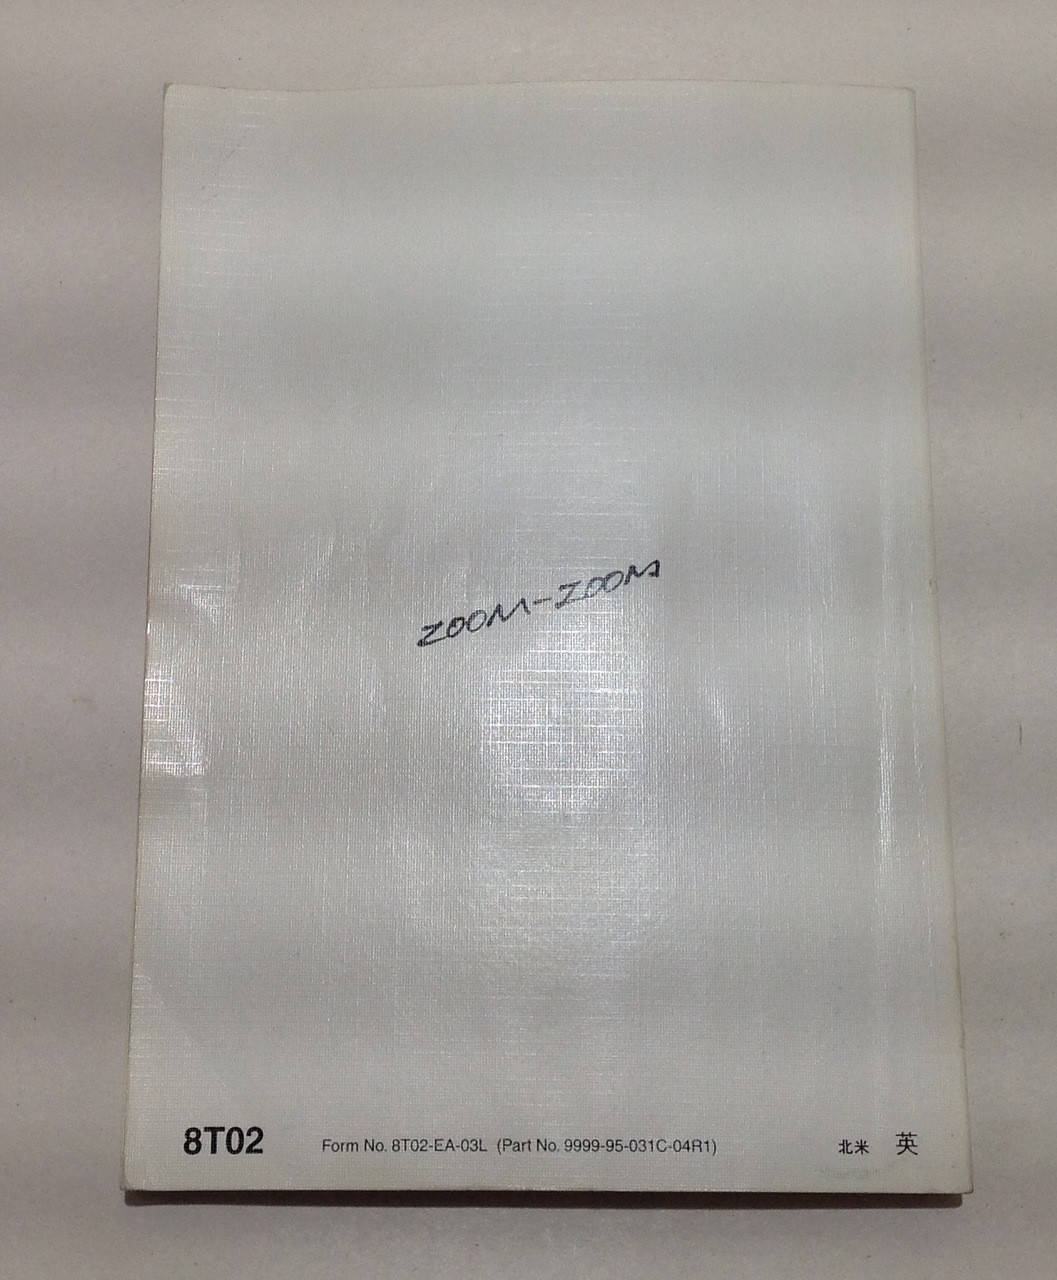 ZOOM-ZOOM
8T02 Form No. 8T02-EA-03L (Part No. 9999-95-031C-04R1) 北米 英